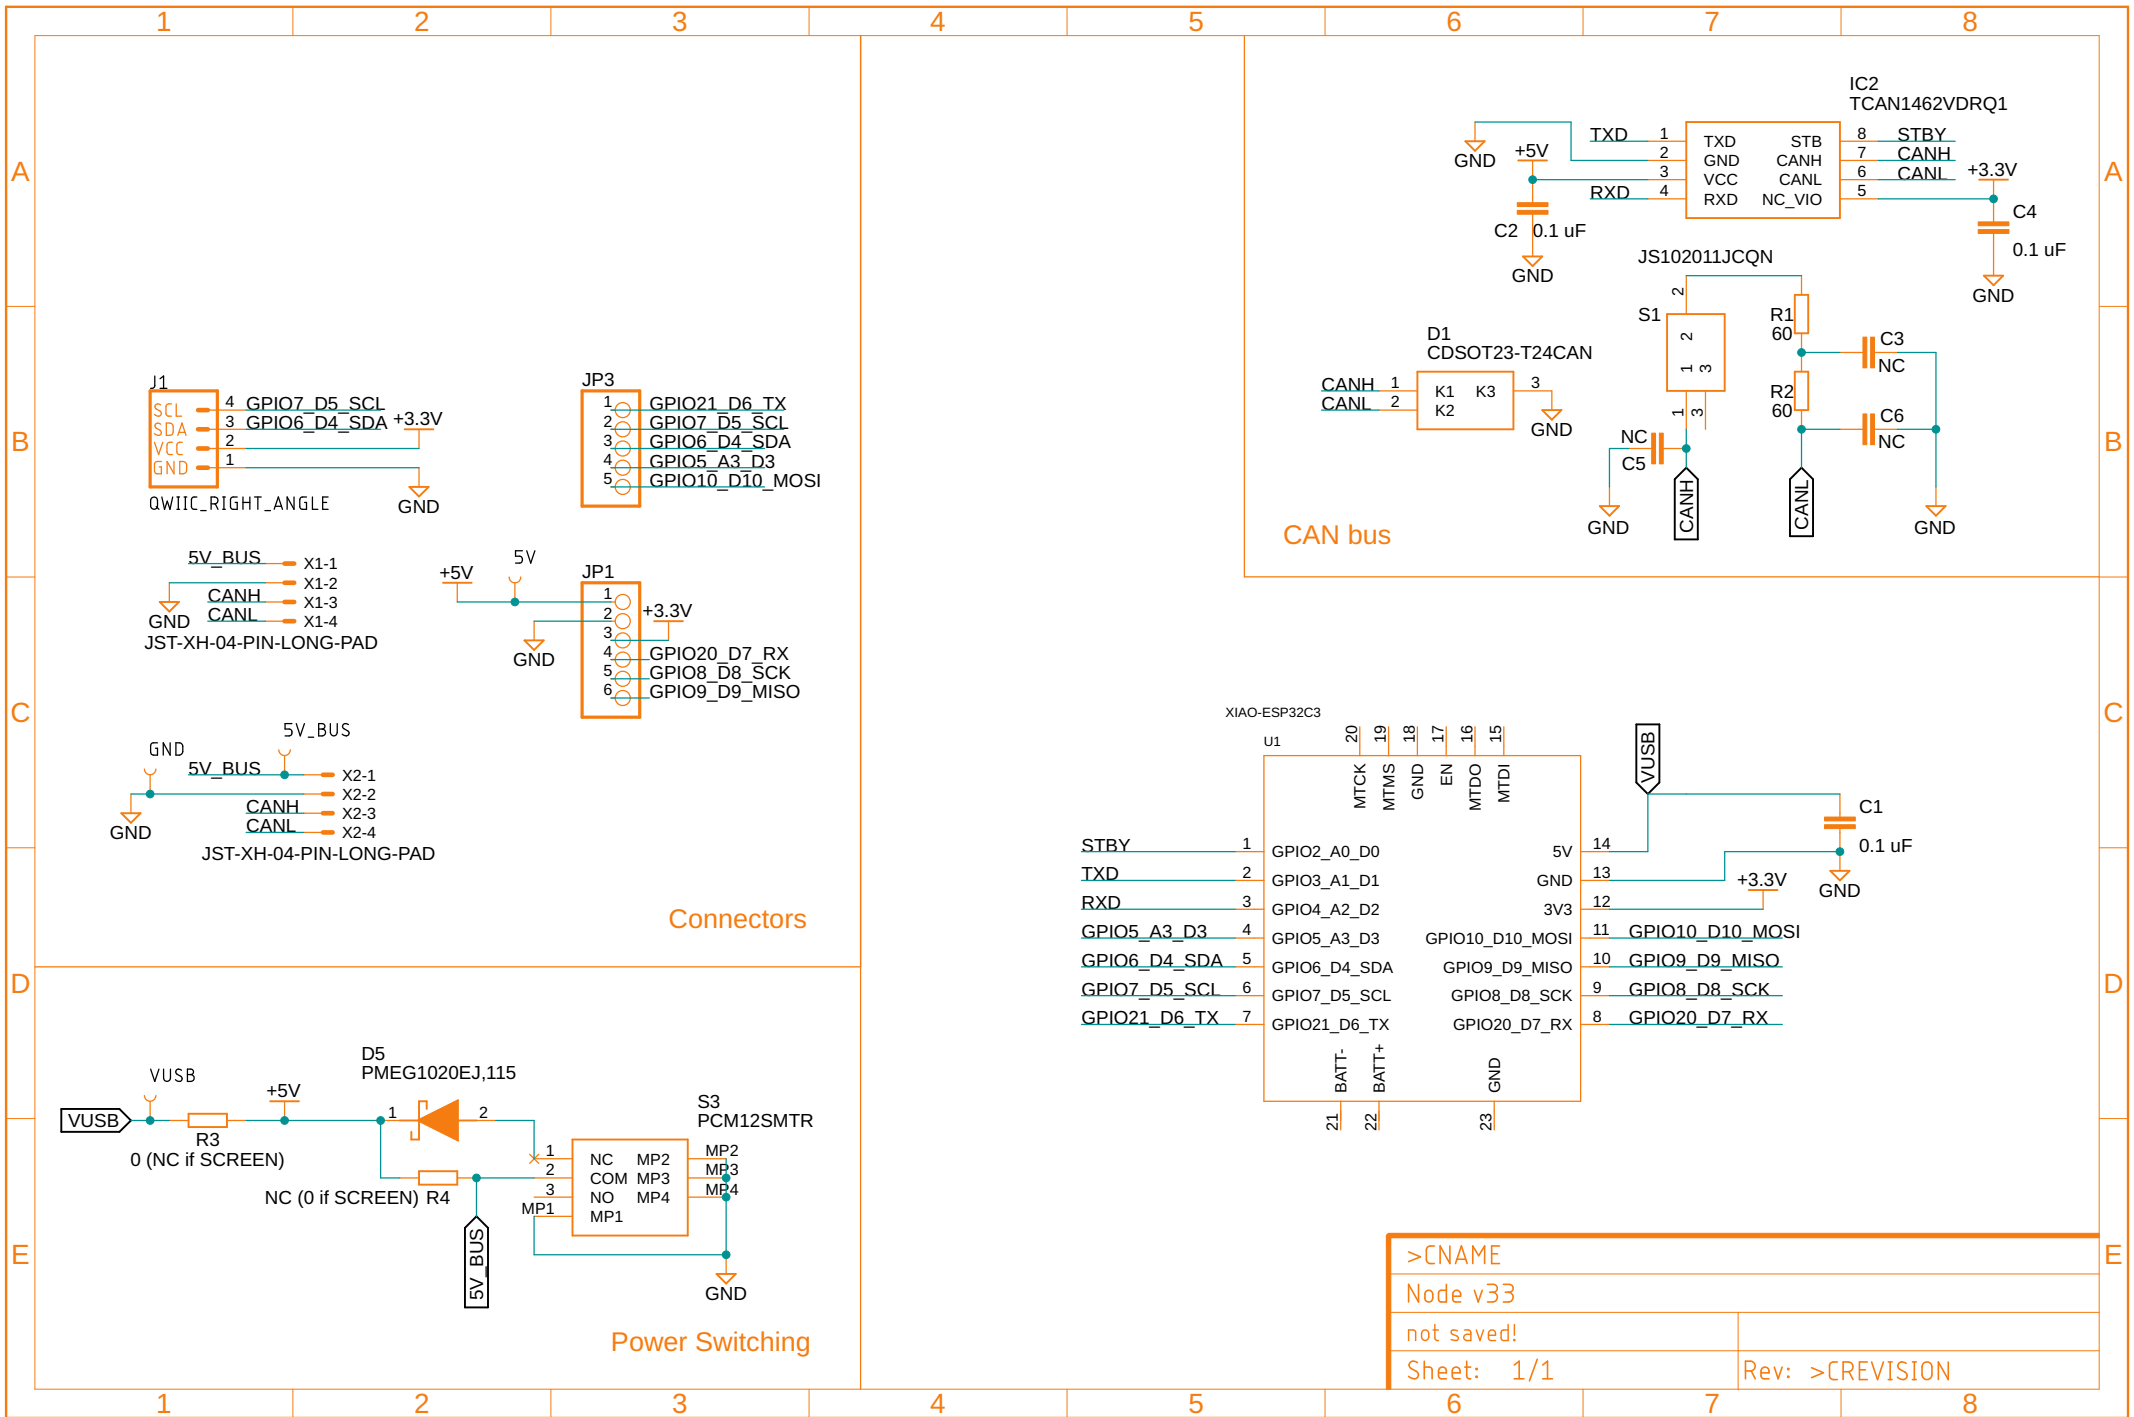 1 2 3 4 5 6 7 8
A A
B B
C C
D D
E E
J1
SCL 4 GPIO7_D5_SCL
SDA 3 GPIO6_D4_SDA +3.3V
VCC 2
GND 1
GND
QWIIC_RIGHT_ANGLE
JP3
1 GPIO21_D6_TX
2 GPIO7_D5_SCL
3 GPIO6_D4_SDA
4 GPIO5_A3_D3
5 GPIO10_D10_MOSI
5V_BUS X1-1
X1-2
CANH X1-3
CANL X1-4
GND
JST-XH-04-PIN-LONG-PAD
+5V 5V
GND
JP1
1
2 +3.3V
3
4 GPIO20_D7_RX
5 GPIO8_D8_SCK
6 GPIO9_D9_MISO
GND 5V_BUS
5V_BUS X2-1
X2-2
CANH X2-3
CANL X2-4
GND
JST-XH-04-PIN-LONG-PAD
Connectors
VUSB
VUSB
R3
0 (NC if SCREEN)
+5V
D5
PMEG1020EJ,115
1 2
NC (0 if SCREEN) R4
5V_BUS
S3
PCM12SMTR
1 NC MP2 MP2
2 COM MP3 MP3
3 NO MP4 MP4
MP1 MP1
GND
Power Switching
IC2
TCAN1462VDRQ1
TXD 1 TXD STB 8 STBY
2 GND CANH 7 CANH
3 VCC CANL 6 CANL
RXD 4 RXD NC_VIO 5
GND
+5V
C2 0.1 uF
GND
+3.3V
C4
0.1 uF
GND
JS102011JCQN
S1
2
2
1 3
1 3
R1
60
R2
60
C3
NC
C6
NC
NC
C5
GND
CANH
CANL
GND
D1
CDSOT23-T24CAN
CANH 1 K1 K3 3
CANL 2 K2
GND
CAN bus
XIAO-ESP32C3
U1
20 19 18 17 16 15
MTCK MTMS GND EN MTDO MTDI
STBY 1 GPIO2_A0_D0 5V 14
TXD 2 GPIO3_A1_D1 GND 13
RXD 3 GPIO4_A2_D2 3V3 12
GPIO5_A3_D3 4 GPIO5_A3_D3 GPIO10_D10_MOSI 11 GPIO10_D10_MOSI
GPIO6_D4_SDA 5 GPIO6_D4_SDA GPIO9_D9_MISO 10 GPIO9_D9_MISO
GPIO7_D5_SCL 6 GPIO7_D5_SCL GPIO8_D8_SCK 9 GPIO8_D8_SCK
GPIO21_D6_TX 7 GPIO21_D6_TX GPIO20_D7_RX 8 GPIO20_D7_RX
BATT- BATT+ GND
21 22 23
VUSB
C1
0.1 uF
GND
+3.3V
>CNAME
Node v33
not saved!
Sheet: 1/1 Rev: >CREVISION
1 2 3 4 5 6 7 8